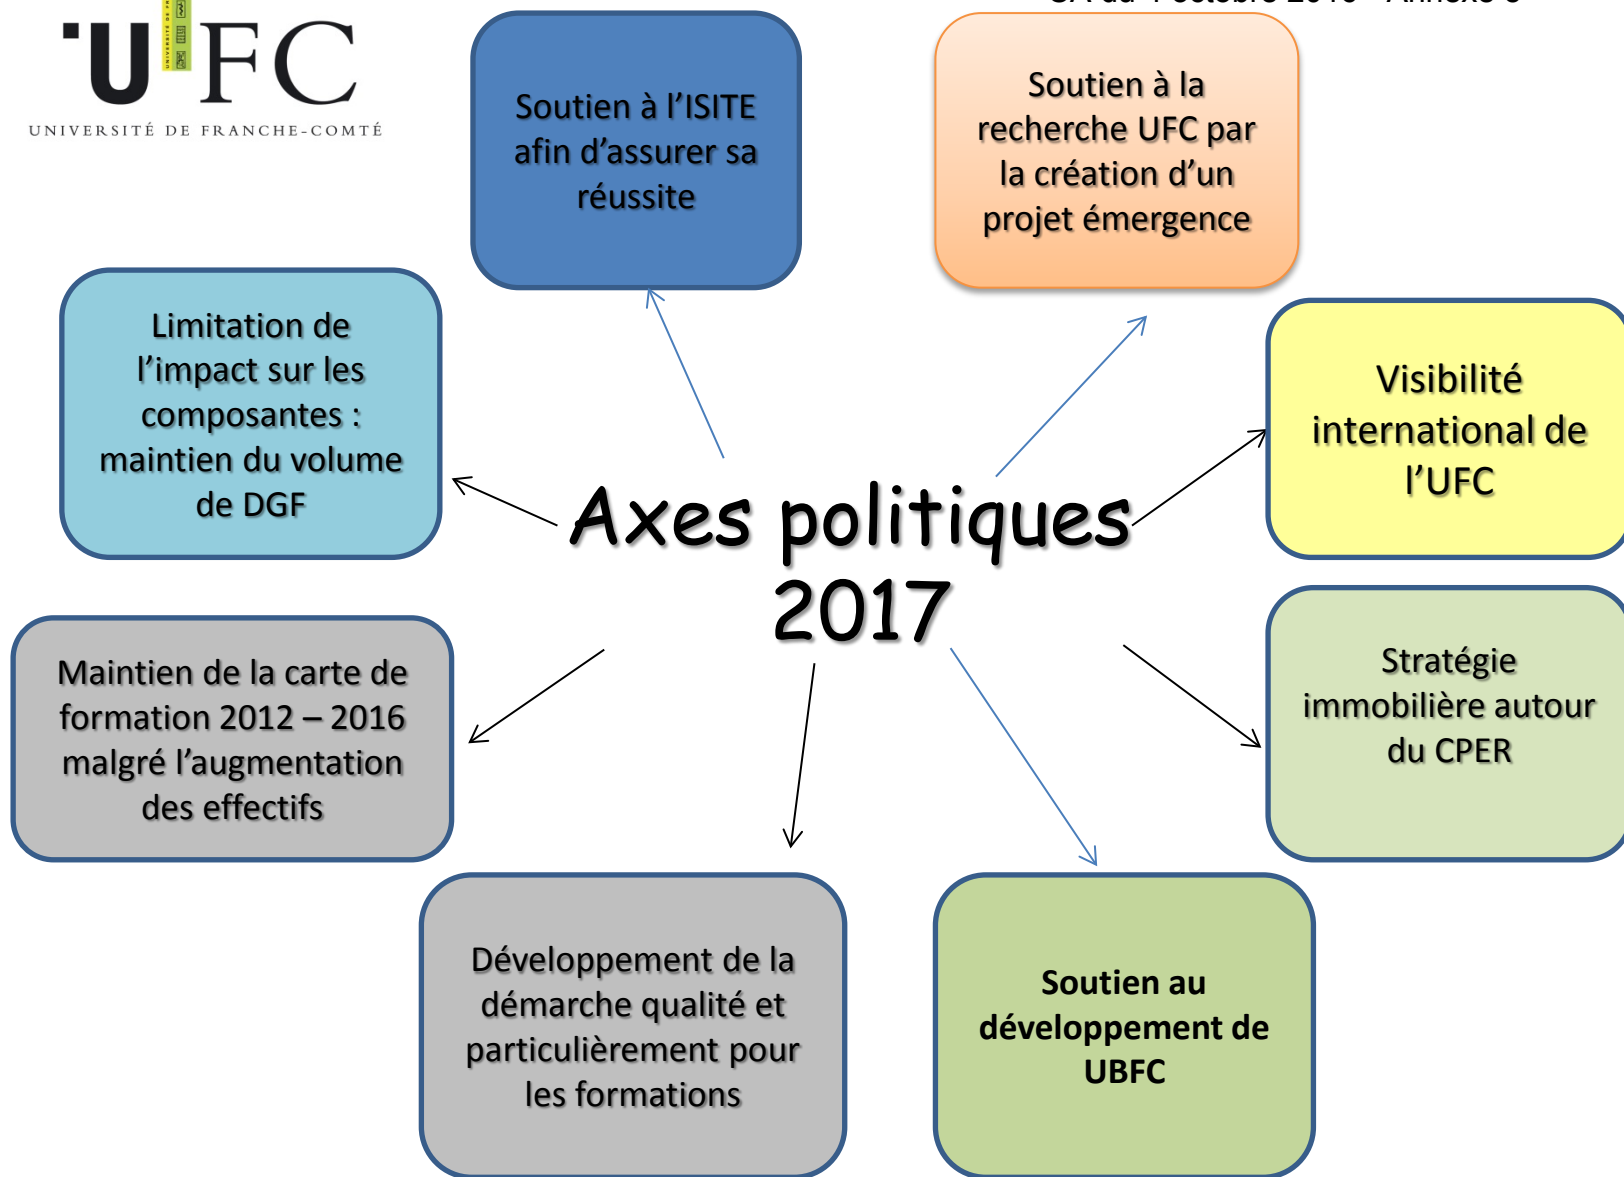 UFC
UNIVERSITÉ DE FRANCHE-COMTÉ
Soutien à l’ISITE
afin d’assurer sa
réussite
Soutien à la
recherche UFC par
la création d’un
projet émergence
Limitation de
l’impact sur les
composantes :
maintien du volume
de DGF
Visibilité
international de
l’UFC
Axes politiques
2017
Maintien de la carte de
formation 2012 – 2016
malgré l’augmentation
des effectifs
Stratégie
immobilière autour
du CPER
Développement de la
démarche qualité et
particulièrement pour
les formations
Soutien au
développement de
UBFC